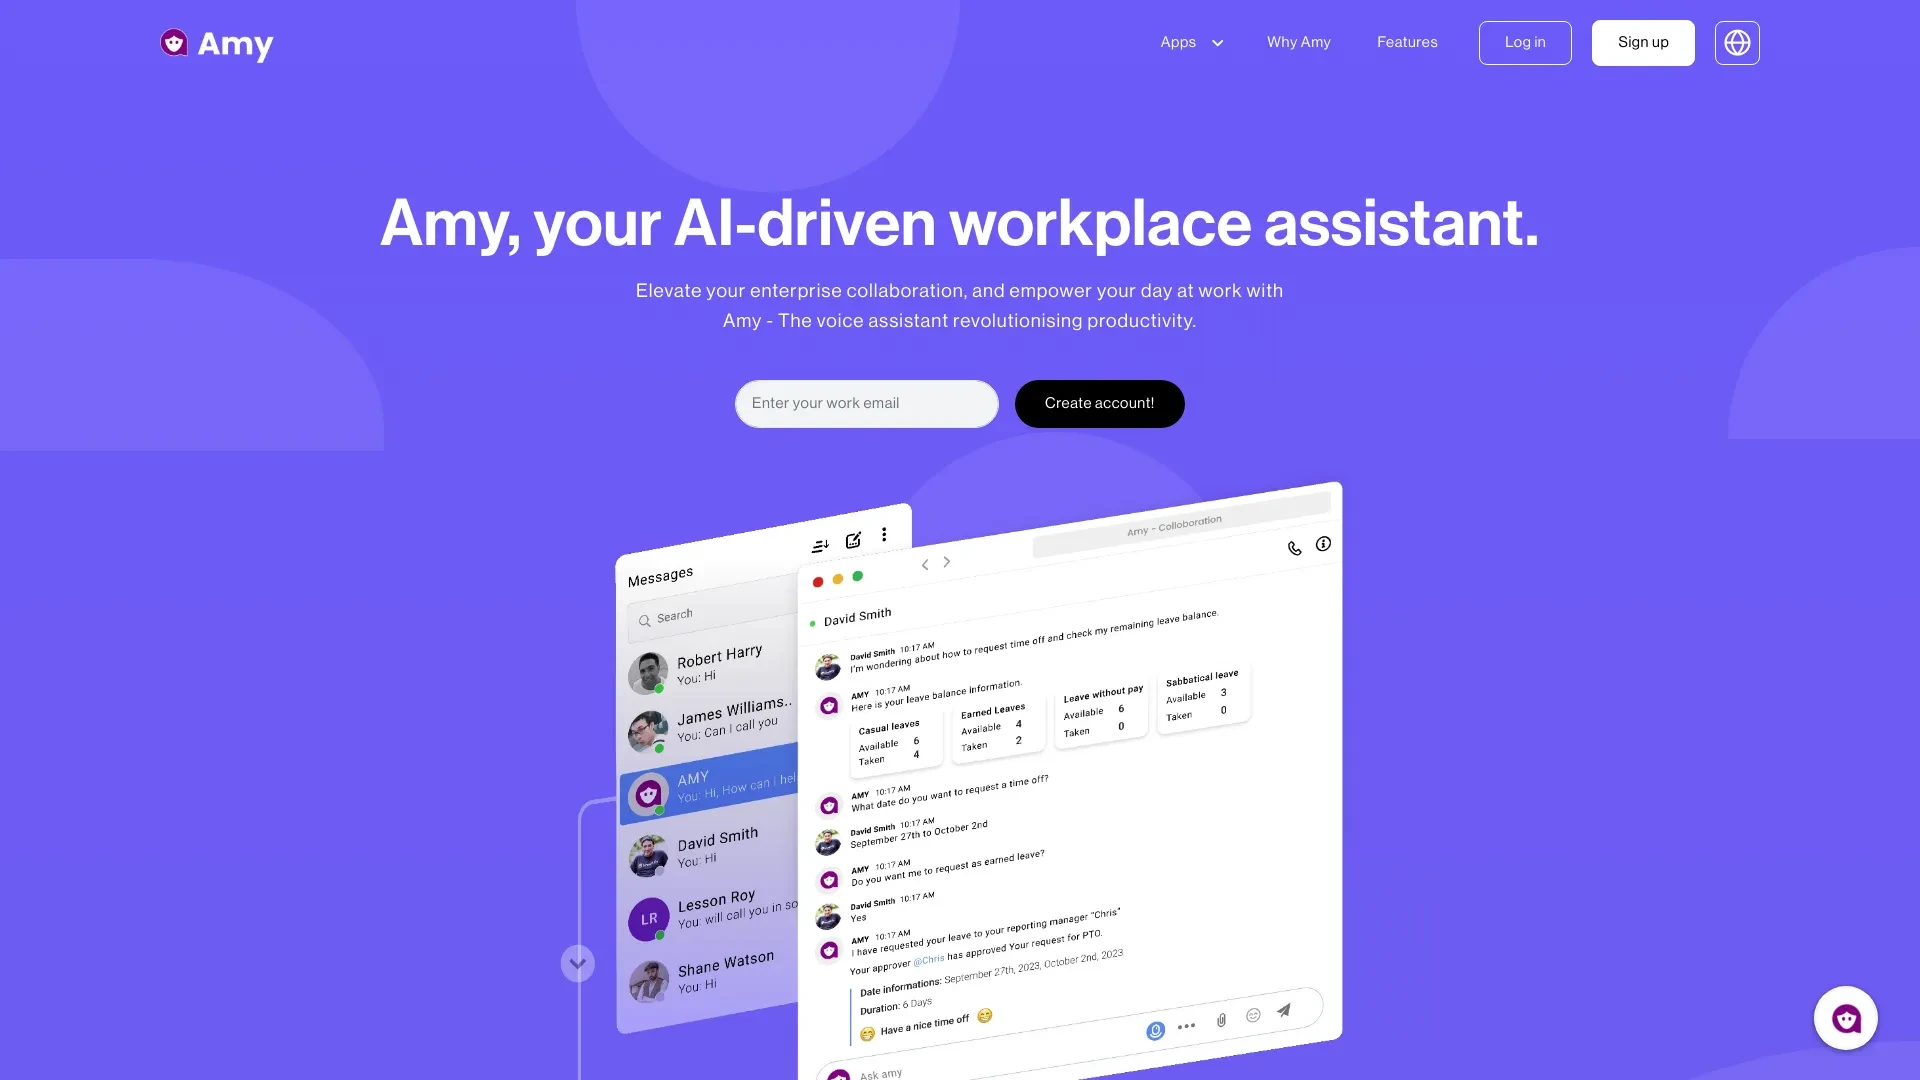 Amy
Apps
Why Amy
Features
Log in
Sign up
Amy, your AI-driven workplace assistant.
Elevate your enterprise collaboration, and empower your day at work with
Amy - The voice assistant revolutionising productivity.
Enter your work email
Create account!
Messages
Search
Robert Harry
You: Hi
James Williams..
You: Can I call you
AMY
You: Hi, How can I hel
David Smith
You: Hi
LR
Lesson Roy
You: will call you in so
Shane Watson
You: Hi
Amy - Colloboration
David Smith
David Smith 10:17 AM
I'm wondering about how to request time off and check my remaining leave balance.
AMY 10:17 AM
Here is your leave balance information.
Casual leaves
Available 6
Taken 4
Earned Leaves
Available 4
Taken 2
Leave without pay
Available 6
Taken 0
Sabbatical leave
Available 3
Taken 0
AMY 10:17 AM
What date do you want to request a time off?
David Smith 10:17 AM
September 27th to October 2nd
AMY 10:17 AM
Do you want me to request as earned leave?
David Smith 10:17 AM
Yes
AMY 10:17 AM
I have requested your leave to your reporting manager "Chris"
Your approver @Chris has approved Your request for PTO.
Date informations: September 27th, 2023, October 2nd, 2023
Duration: 6 Days
😁 Have a nice time off 😁
Ask amy